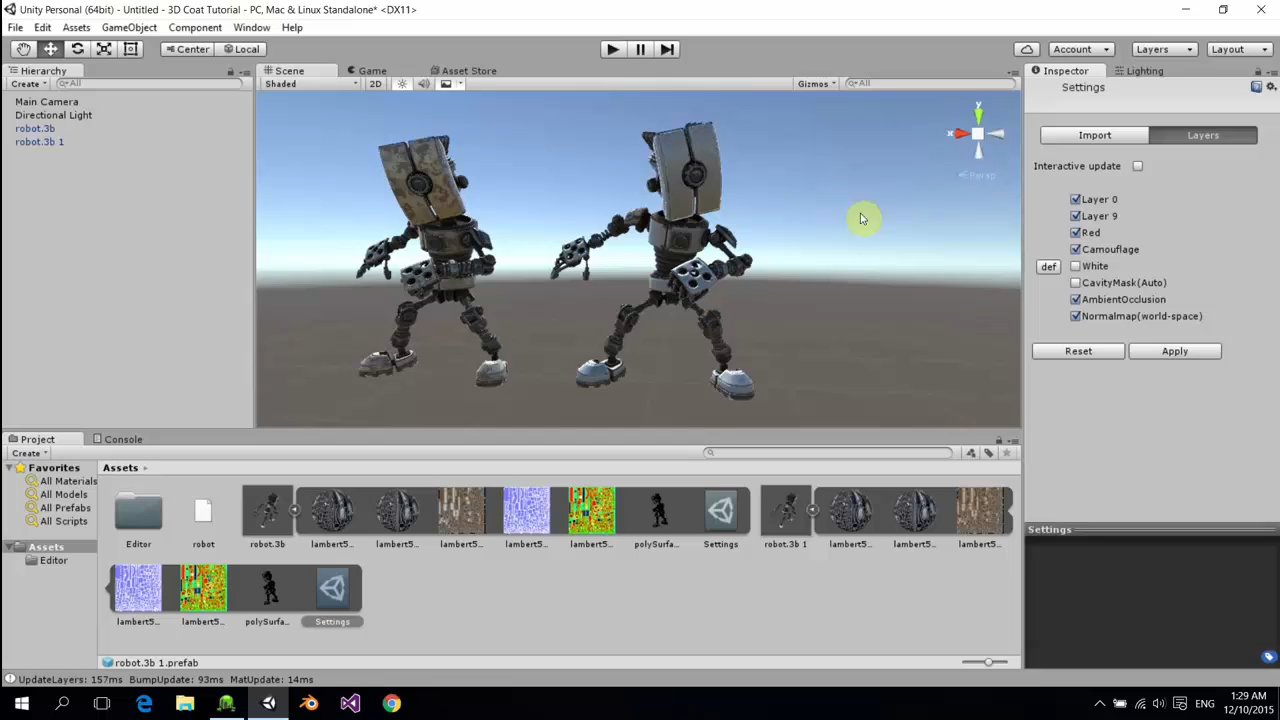 Unity Personal (64bit) - Untitled - 3D Coat Tutorial - PC, Mac & Linux Standalone* <DX11>
File Edit Assets GameObject Component Window Help
Center Local Account Layers Layout
Hierarchy Scene Game Asset Store Inspector Lighting
Create All Shaded 2D Gizmos All Settings
Main Camera
Directional Light
robot.3b
robot.3b 1
y
x
Persp
Import Layers
Interactive update
Layer 0
Layer 9
Red
Camouflage
def White
CavityMask(Auto)
AmbientOcclusion
Normalmap(world-space)
Reset Apply
Project Console
Create
Favorites Assets
All Materials
All Models
All Prefabs
All Scripts
Assets
Editor
Editor robot robot.3b lambert5... lambert5... lambert5... lambert5... lambert5... polySurfa... Settings robot.3b 1 lambert5... lambert5... lambert5...
lambert5... lambert5... polySurfa... Settings
Settings
robot.3b 1.prefab
UpdateLayers: 157ms BumpUpdate: 93ms MatUpdate: 14ms
ENG
1:29 AM
12/10/2015